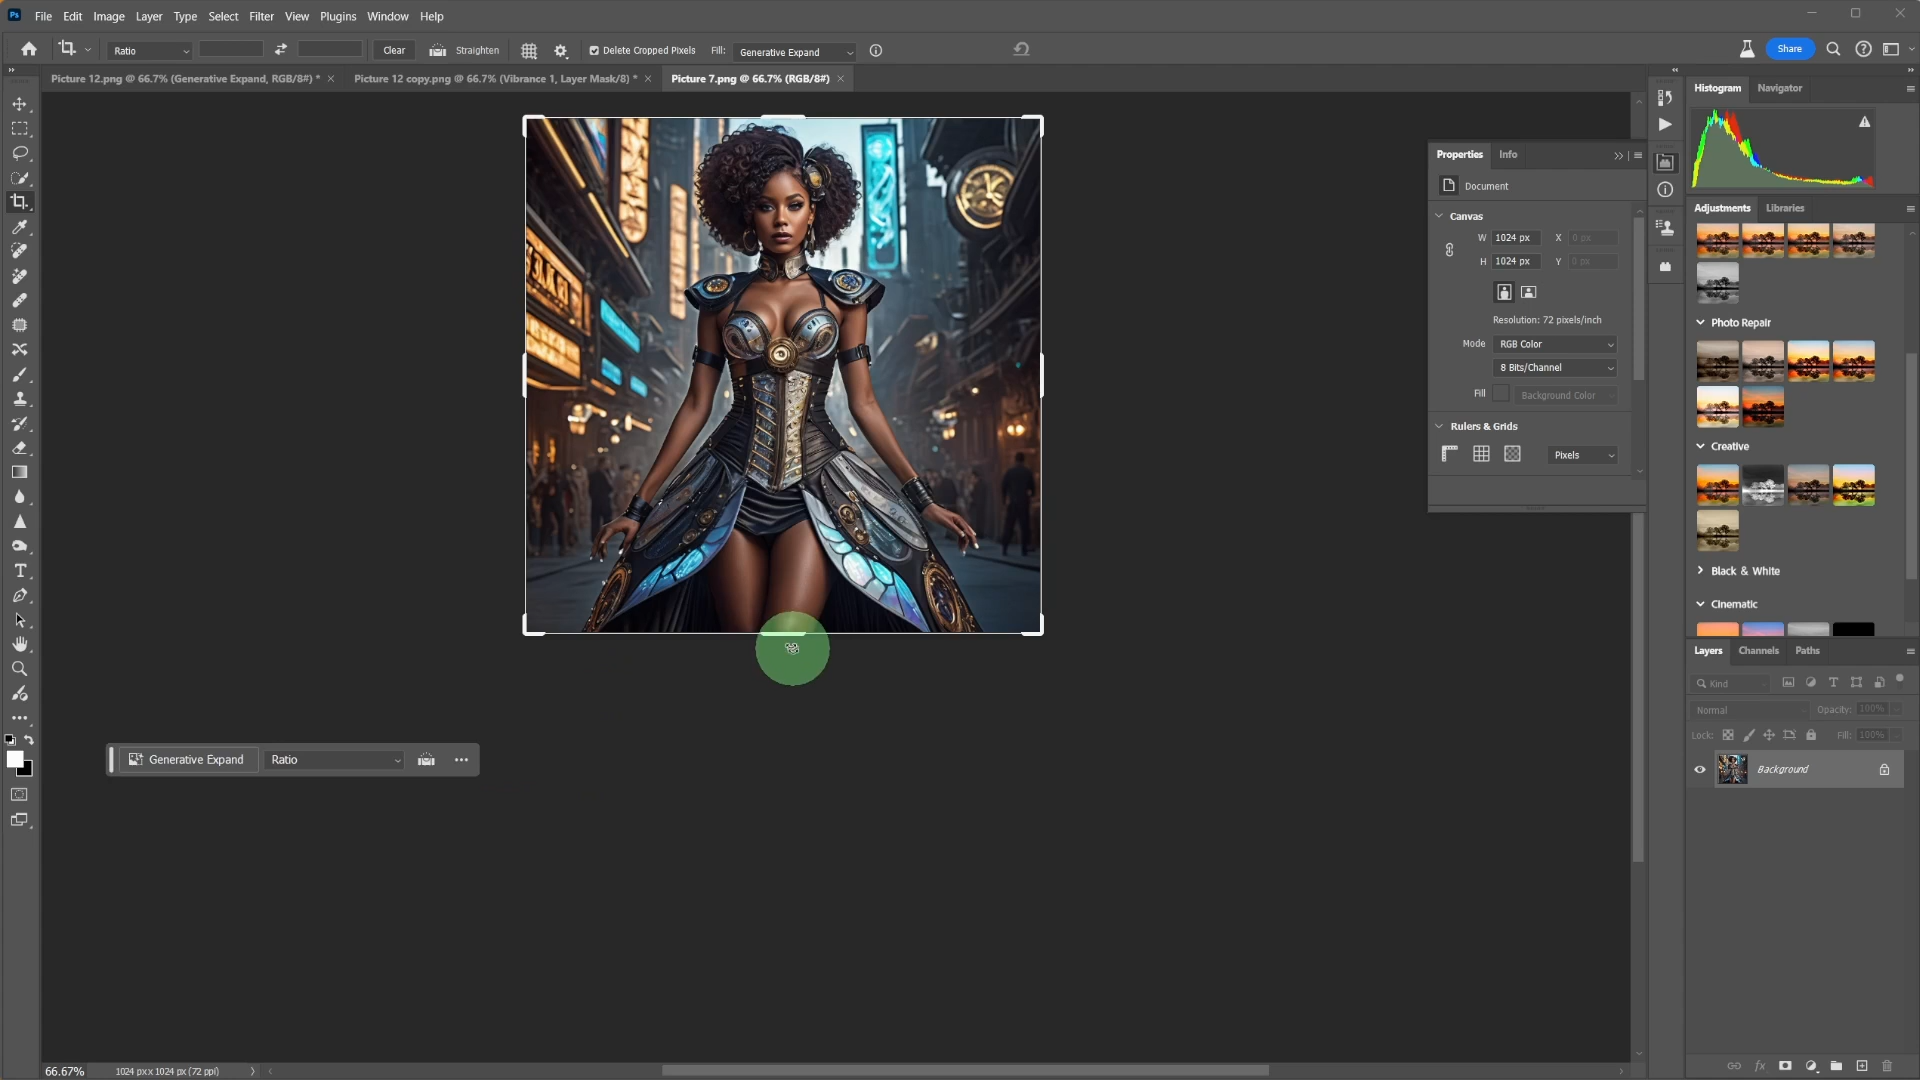 Ps File Edit Image Layer Type Select Filter View Plugins Window Help
Ratio Clear Straighten Delete Cropped Pixels Fill: Generative Expand Share
Picture 12.png @ 66.7% (Generative Expand, RGB/8#) * Picture 12 copy.png @ 66.7% (Vibrance 1, Layer Mask/8) * Picture 7.png @ 66.7% (RGB/8#)
Histogram Navigator
Properties Info
Document
Canvas
W 1024 px X 0 px
H 1024 px Y 0 px
Resolution: 72 pixels/inch
Mode RGB Color
8 Bits/Channel
Fill Background Color
Rulers & Grids
Pixels
Adjustments Libraries
Photo Repair
Creative
Black & White
Cinematic
Layers Channels Paths
Kind
Normal Opacity: 100%
Lock: Fill: 100%
Background
Generative Expand Ratio
66.67% 1024 px x 1024 px (72 ppi)